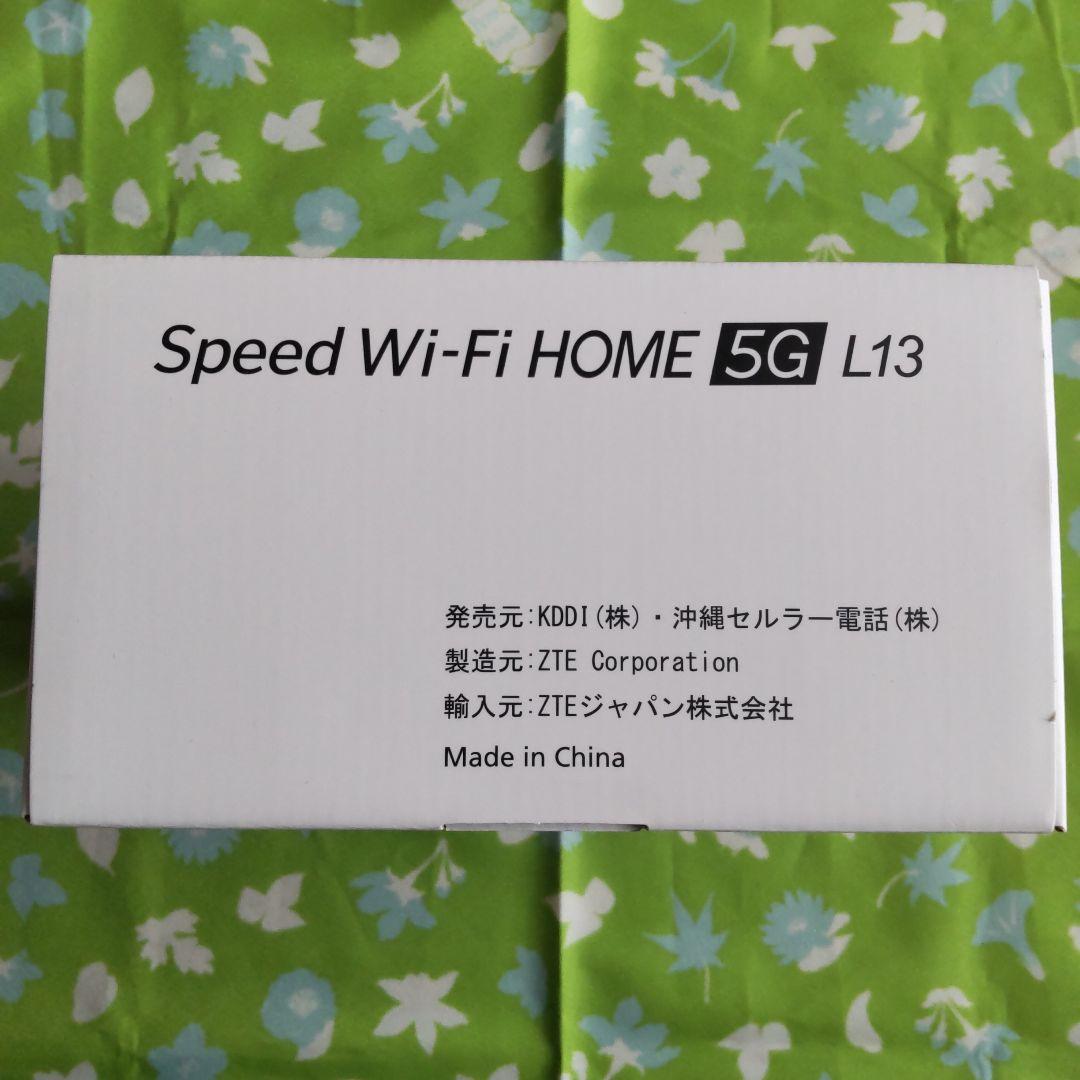 Speed Wi-Fi HOME 5G L13
発売元:KDDI(株)・沖縄セルラー電話(株)
製造元:ZTE Corporation
輸入元:ZTEジャパン株式会社
Made in China